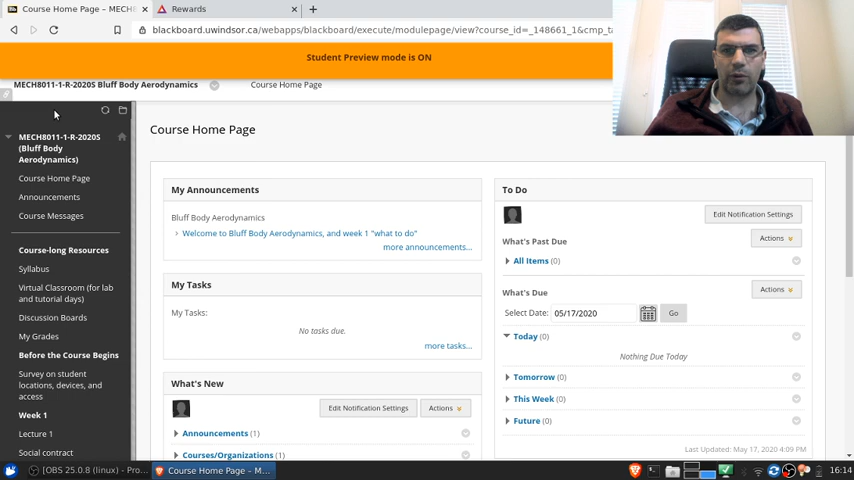 Course Home Page – MECH8
Rewards
blackboard.uwindsor.ca/webapps/blackboard/execute/modulepage/view?course_id=_148661_1&cmp_ta
Student Preview mode is ON
MECH8011-1-R-2020S Bluff Body Aerodynamics
Course Home Page
MECH8011-1-R-2020S
(Bluff Body
Aerodynamics)
Course Home Page
Announcements
Course Messages
Course-long Resources
Syllabus
Virtual Classroom (for lab
and tutorial days)
Discussion Boards
My Grades
Before the Course Begins
Survey on student
locations, devices, and
access
Week 1
Lecture 1
Social contract
Course Home Page
My Announcements
Bluff Body Aerodynamics
Welcome to Bluff Body Aerodynamics, and week 1 "what to do"
more announcements...
My Tasks
My Tasks:
No tasks due.
more tasks...
What's New
Edit Notification Settings
Actions
Announcements (1)
Courses/Organizations (1)
To Do
Edit Notification Settings
What's Past Due
Actions
All Items (0)
What's Due
Actions
Select Date: 05/17/2020 Go
Today (0)
Nothing Due Today
Tomorrow (0)
This Week (0)
Future (0)
Last Updated: May 17, 2020 4:09 PM
[OBS 25.0.8 (linux) - Pro...
Course Home Page – M...
16:14